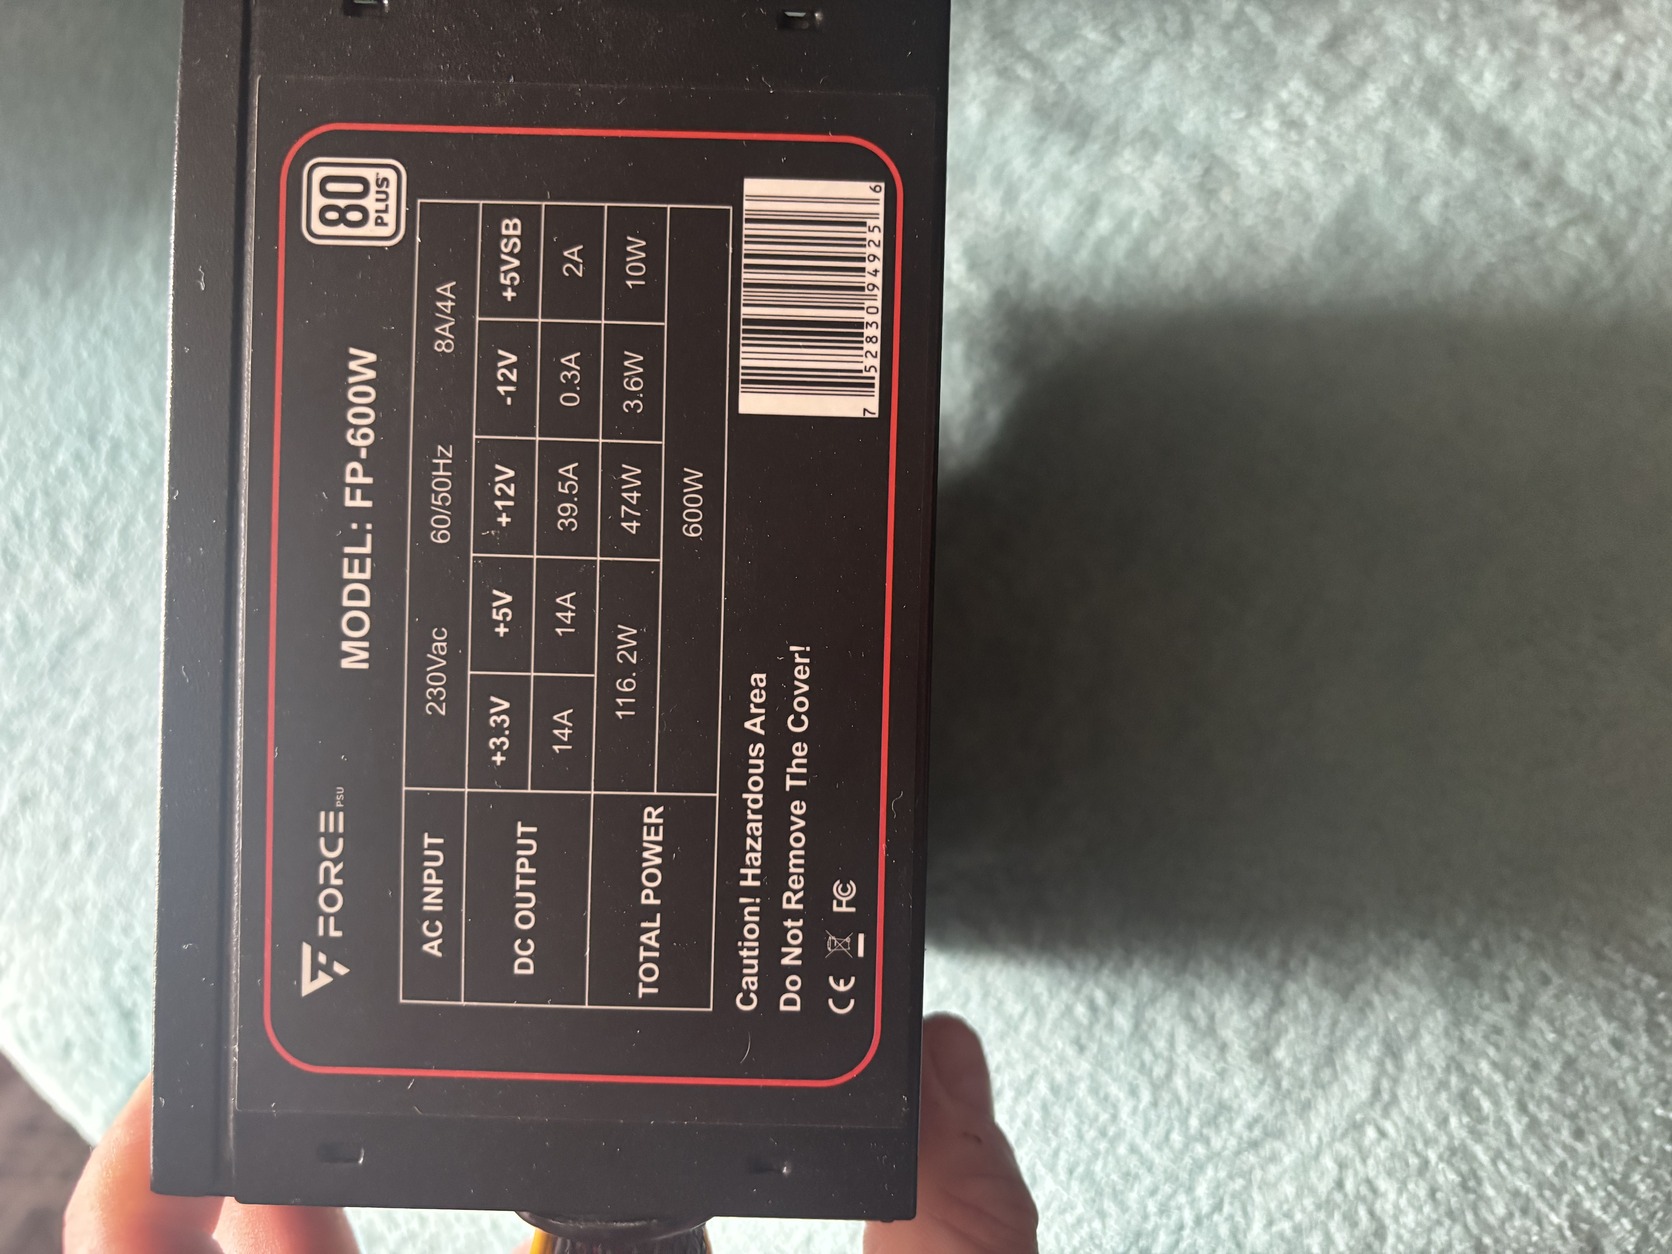 FORCE PSU
MODEL: FP-600W
80 PLUS
AC INPUT 230Vac 60/50Hz 8A/4A
DC OUTPUT +3.3V +5V +12V -12V +5VSB
14A 14A 39.5A 0.3A 2A
TOTAL POWER 116.2W 474W 3.6W 10W
600W
Caution! Hazardous Area
Do Not Remove The Cover!
CE FC
7 52830 94925 6